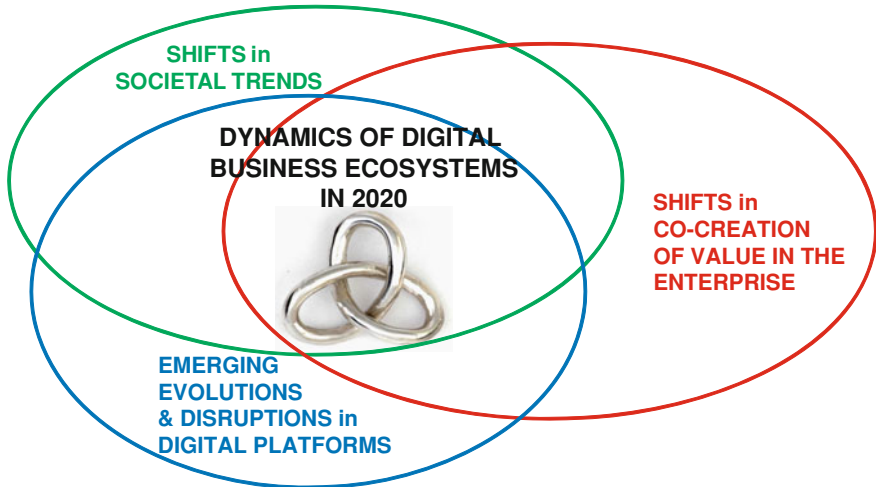 SHIFTS in
SOCIETAL TRENDS
DYNAMICS OF DIGITAL
BUSINESS ECOSYSTEMS
IN 2020
SHIFTS in
CO-CREATION
OF VALUE IN THE
ENTERPRISE
EMERGING
EVOLUTIONS
& DISRUPTIONS in
DIGITAL PLATFORMS